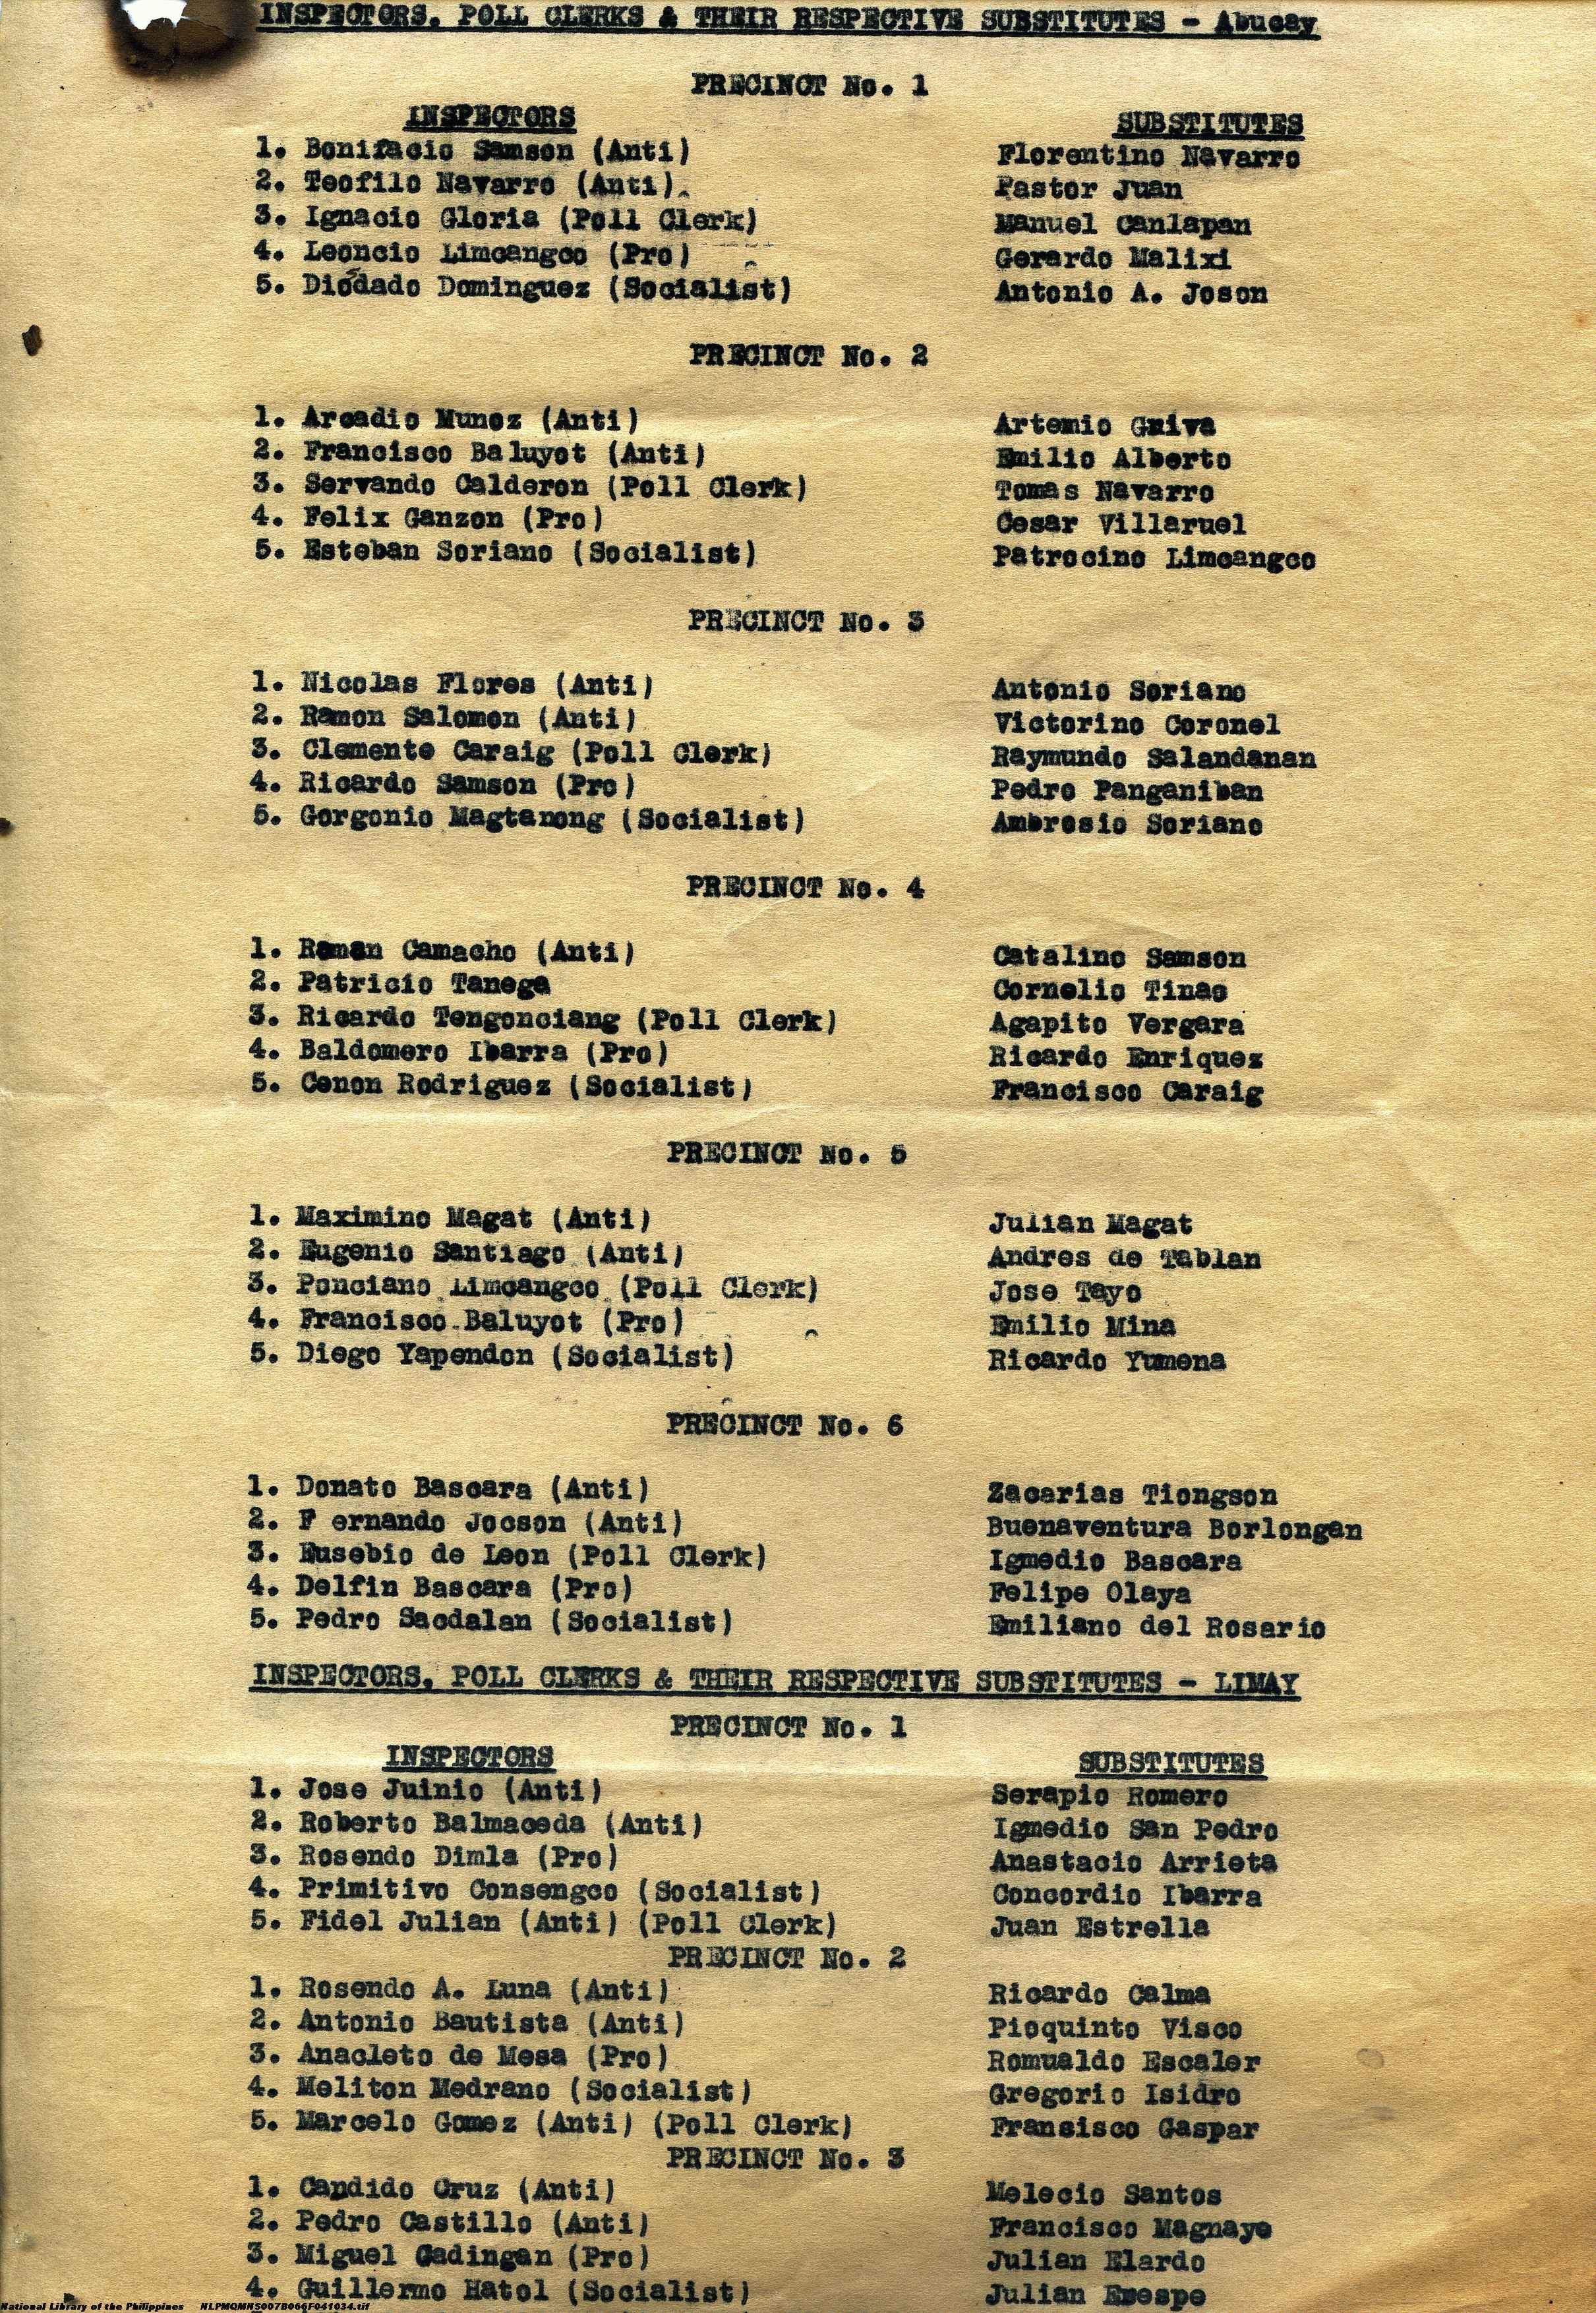 INSPECTORS, POLL CLERKS & THEIR RESPECTIVE SUBSTITUTES - Abucay
PRECINCT No. 1
INSPECTORS SUBSTITUTES
1. Bonifacio Samson (Anti) Florentino Navarro
2. Teofilo Navarro (Anti) Pastor Juan
3. Ignacio Gloria (Poll Clerk) Manuel Canlapan
4. Leoncio Limcangco (Pro) Gerardo Malixi
5. Diodado Dominguez (Socialist) Antonio A. Joson
PRECINCT No. 2
1. Arcadio Munoz (Anti) Artemio
2. Francisco Baluyot (Anti) Emilio Alberto
3. Servando Calderon (Poll Clerk) Tomas Navarro
4. Felix Ganzon (Pro) Cesar Villaruel
5. Esteban Soriano (Socialist) Patrocino Limcangco
PRECINCT No. 3
1. Nicolas Flores (Anti) Antonio Soriano
2. Ramon Salomon (Anti) Victorino Coronel
3. Clemente Caraig (Poll Clerk) Raymundo Salandanan
4. Ricardo Samson (Pro) Pedro Panganiban
5. Gorgonio Magtanong (Socialist) Ambrosio Soriano
PRECINCT No. 4
1. Roman Camacho (Anti) Catalino Samson
2. Patricio Tanega Cornelio Tinao
3. Ricardo Tengonciang (Poll Clerk) Agapito Vergara
4. Baldomero Ibarra (Pro) Ricardo Enriquez
5. Cenon Rodriguez (Socialist) Francisco Caraig
PRECINCT No. 5
1. Maximino Magat (Anti) Julian Magat
2. Eugenio Santiago (Anti) Andres de Tablan
3. Ponciano Limcangco (Poll Clerk) Jose Tayo
4. Francisco Baluyot (Pro) Emilio Mina
5. Diego Yapendon (Socialist) Ricardo Yumena
PRECINCT No. 6
1. Donato Bascara (Anti) Zacarias Tiongson
2. F ernando Jocson (Anti) Buenaventura Borlongan
3. Eusebio de Leon (Poll Clerk) Igmedio Bascara
4. Delfin Bascara (Pro) Felipe Olaya
5. Pedro Sacdalan (Socialist) Emiliano del Rosario
INSPECTORS, POLL CLERKS & THEIR RESPECTIVE SUBSTITUTES - LIMAY
PRECINCT No. 1
INSPECTORS SUBSTITUTES
1. Jose Juinio (Anti) Serapio Romero
2. Roberto Balmaceda (Anti) Igmedio San Pedro
3. Rosendo Dimla (Pro) Anastacio Arrieta
4. Primitivo Consengco (Socialist) Concordio Ibarra
5. Fidel Julian (Anti) (Poll Clerk) Juan Estrella
PRECINCT No. 2
1. Rosendo A. Luna (Anti) Ricardo Calma
2. Antonio Bautista (Anti) Pioquinto Visco
3. Anacleto de Mesa (Pro) Romualdo Escaler
4. Meliton Medrano (Socialist) Gregorio Isidro
5. Marcelo Gomez (Anti) (Poll Clerk) Fransisco Gaspar
PRECINCT No. 3
1. Candido Cruz (Anti) Melecio Santos
2. Pedro Castillo (Anti) Francisco Magnaye
3. Miguel Gadingan (Pro) Julian Elardo
4. Guillermo Hatol (Socialist) Julian
National Library of the Philippines NLPMQMNS007B066F041034.tif